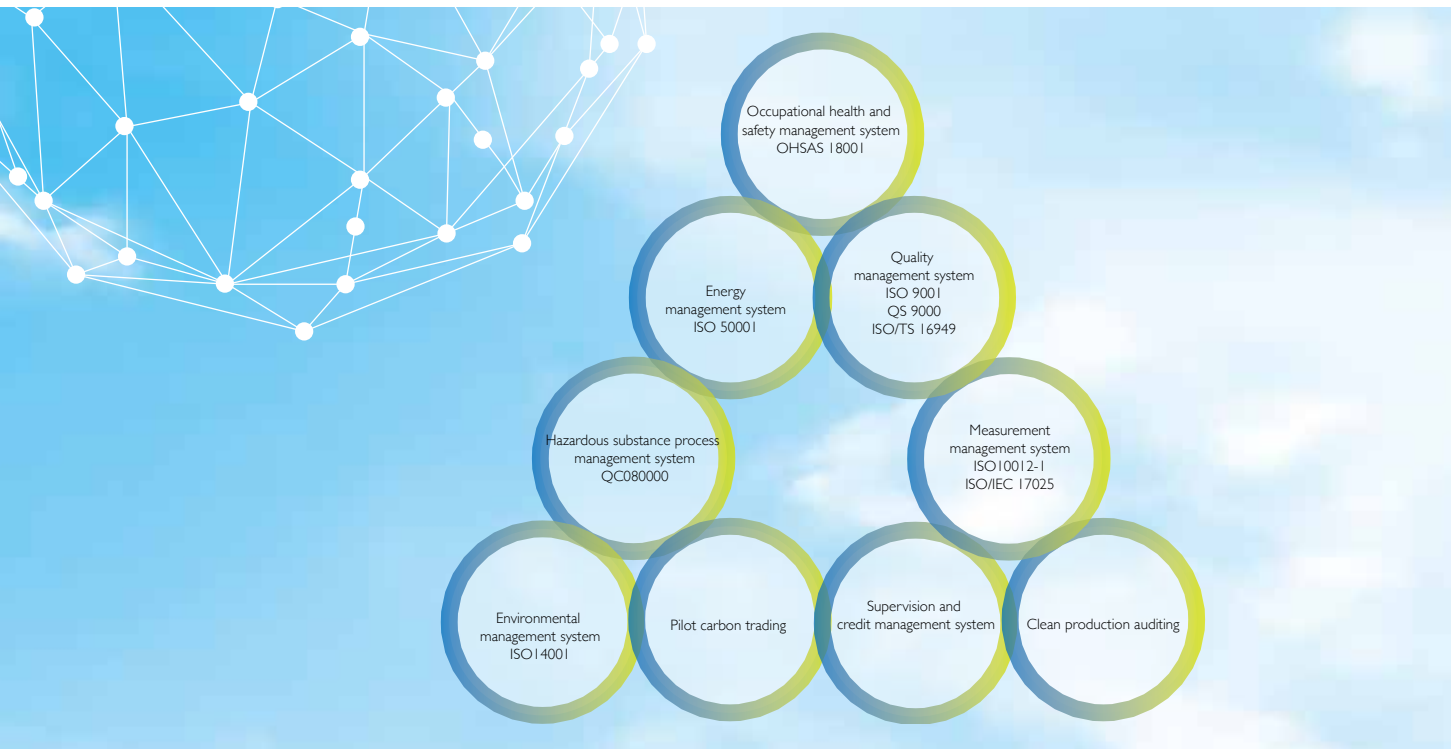 Occupational health and
safety management system
OHSAS 18001
Energy
management system
ISO 50001
Quality
management system
ISO 9001
QS 9000
ISO/TS 16949
Hazardous substance process
management system
QC080000
Measurement
management system
ISO10012-1
ISO/IEC 17025
Environmental
management system
ISO14001
Pilot carbon trading
Supervision and
credit management system
Clean production auditing